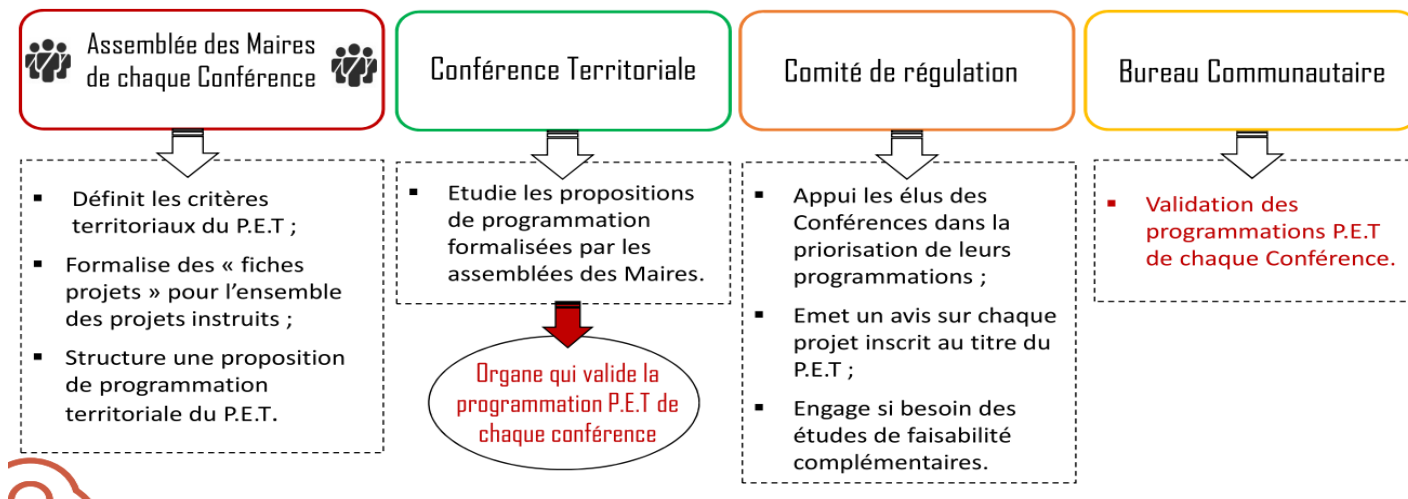 Assemblée des Maires
de chaque Conférence
▪ Définit les critères
territoriaux du P.E.T ;
▪ Formalise des « fiches
projets » pour l'ensemble
des projets instruits ;
▪ Structure une proposition
de programmation
territoriale du P.E.T.
Conférence Territoriale
▪ Etudie les propositions
de programmation
formalisées par les
assemblées des Maires.
Organe qui valide la
programmation P.E.T de
chaque conférence
Comité de régulation
▪ Appui les élus des
Conférences dans la
priorisation de leurs
programmations ;
▪ Emet un avis sur chaque
projet inscrit au titre du
P.E.T ;
▪ Engage si besoin des
études de faisabilité
complémentaires.
Bureau Communautaire
▪ Validation des
programmations P.E.T
de chaque Conférence.